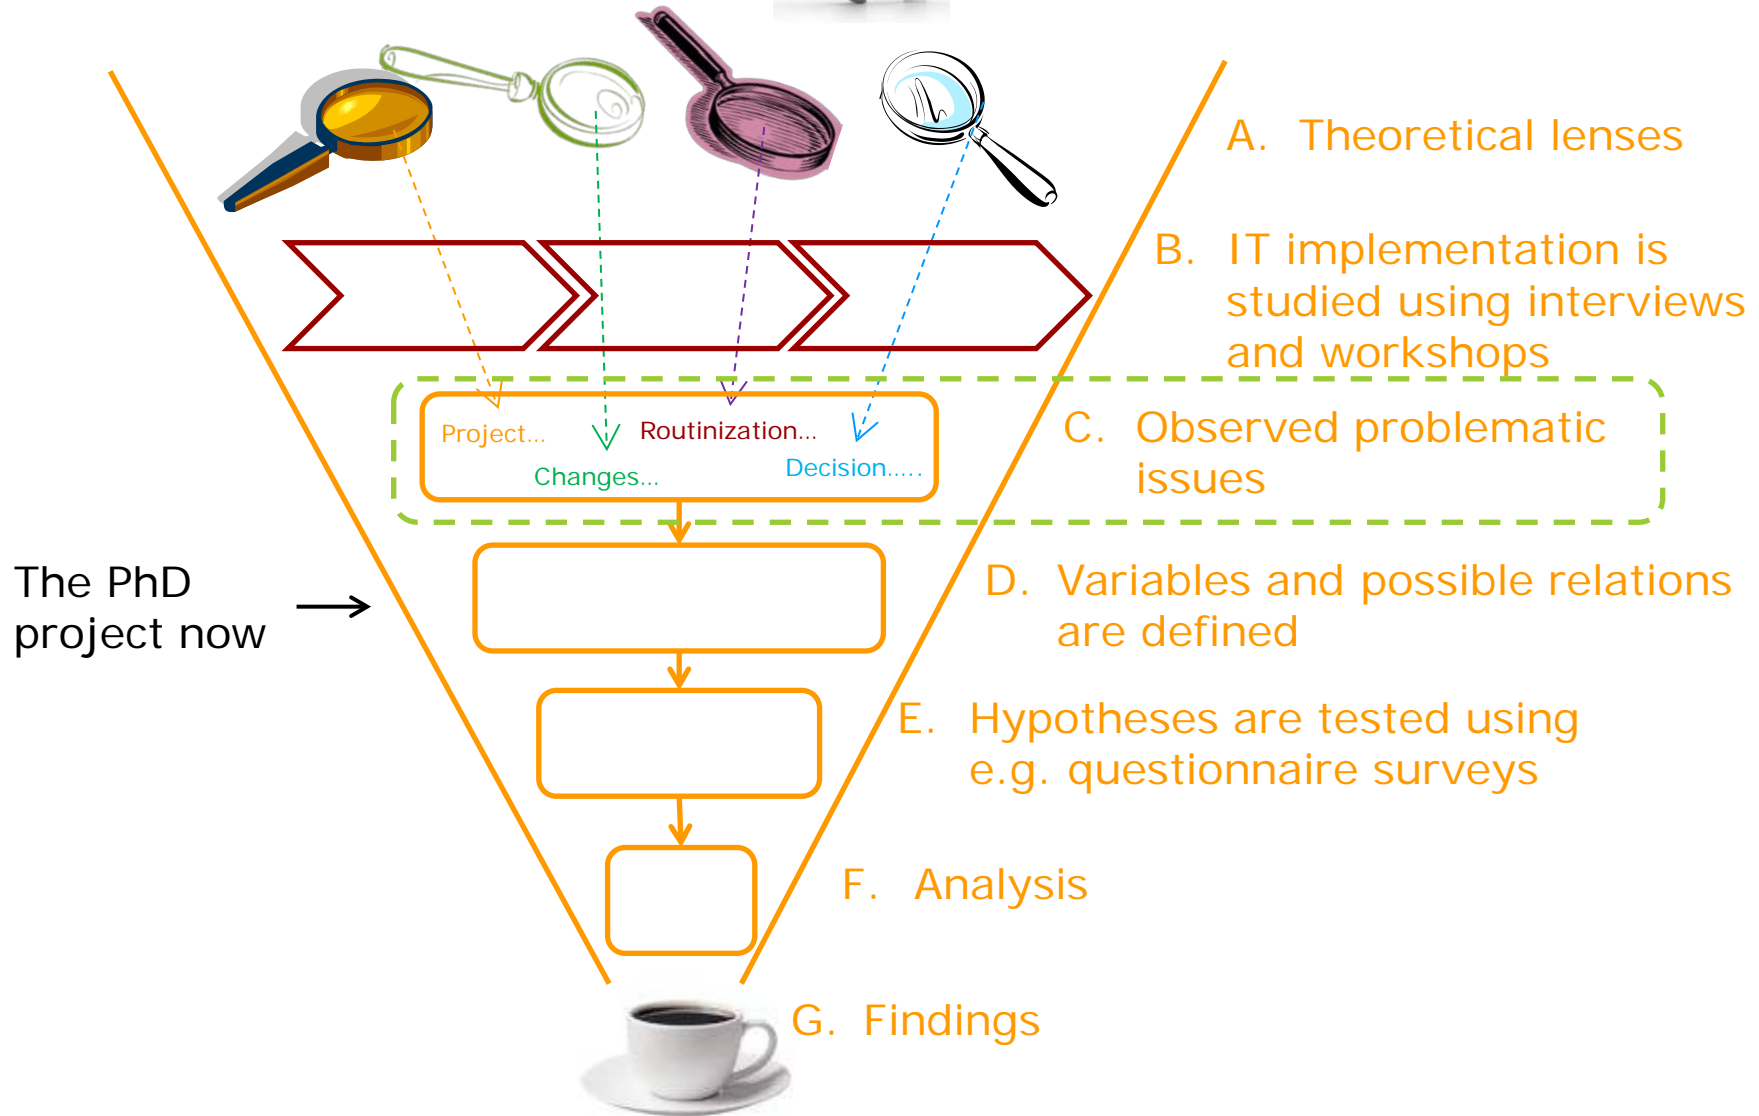 A. Theoretical lenses
B. IT implementation is
studied using interviews
and workshops
Project...
Routinization...
Changes...
Decision.....
C. Observed problematic
issues
The PhD
project now
D. Variables and possible relations
are defined
E. Hypotheses are tested using
e.g. questionnaire surveys
F. Analysis
G. Findings